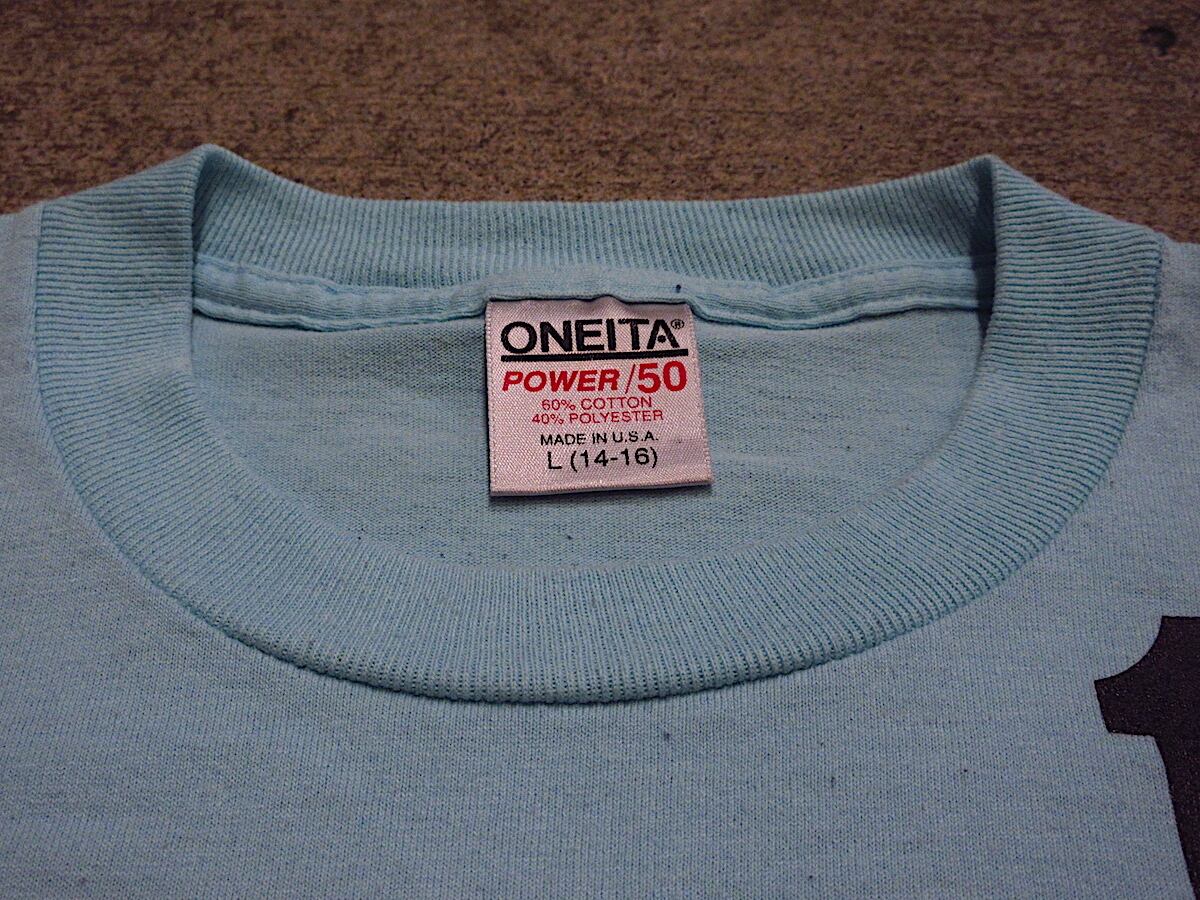 ONEITA®
POWER/50
60% COTTON
40% POLYESTER
MADE IN U.S.A.
L (14-16)